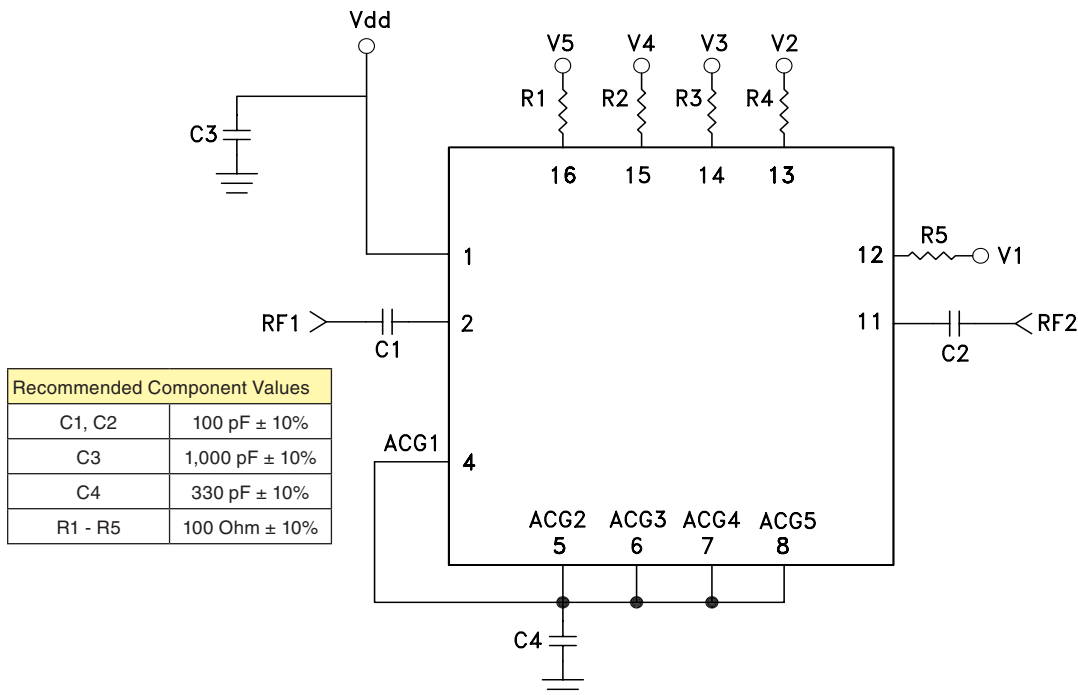 Vdd
V5 V4 V3 V2
R1 R2 R3 R4
C3
16 15 14 13
1
12 R5 V1
RF1 C1 2
11 C2 RF2
Recommended Component Values
C1, C2 100 pF ± 10%
C3 1,000 pF ± 10%
C4 330 pF ± 10%
R1 - R5 100 Ohm ± 10%
ACG1 4
ACG2 ACG3 ACG4 ACG5
5 6 7 8
C4